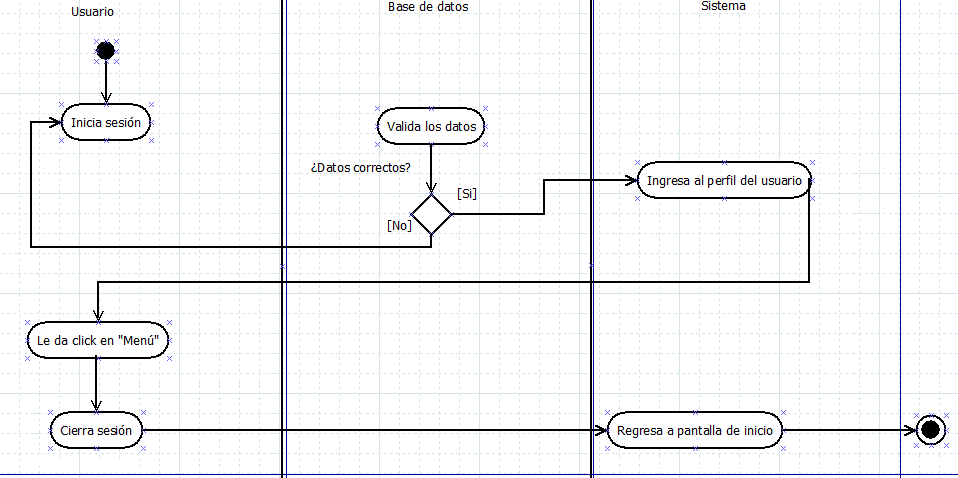 Usuario
Base de datos
Sistema
Inicia sesión
Valida los datos
¿Datos correctos?
[Si]
Ingresa al perfil del usuario
[No]
Le da click en "Menú"
Cierra sesión
Regresa a pantalla de inicio